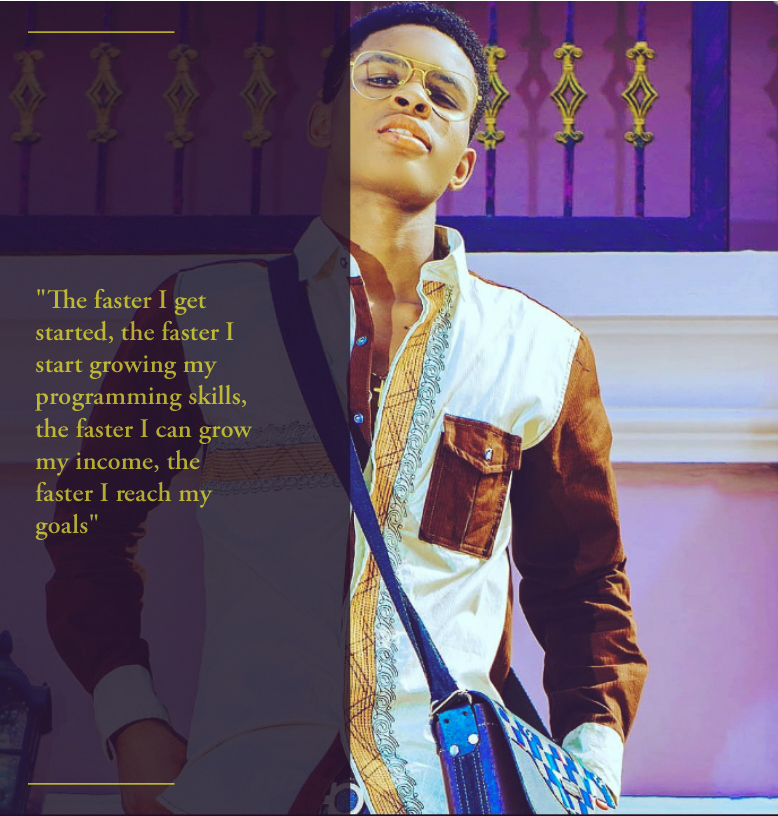 "The faster I get
started, the faster I
start growing my
programming skills,
the faster I can grow
my income, the
faster I reach my
goals"